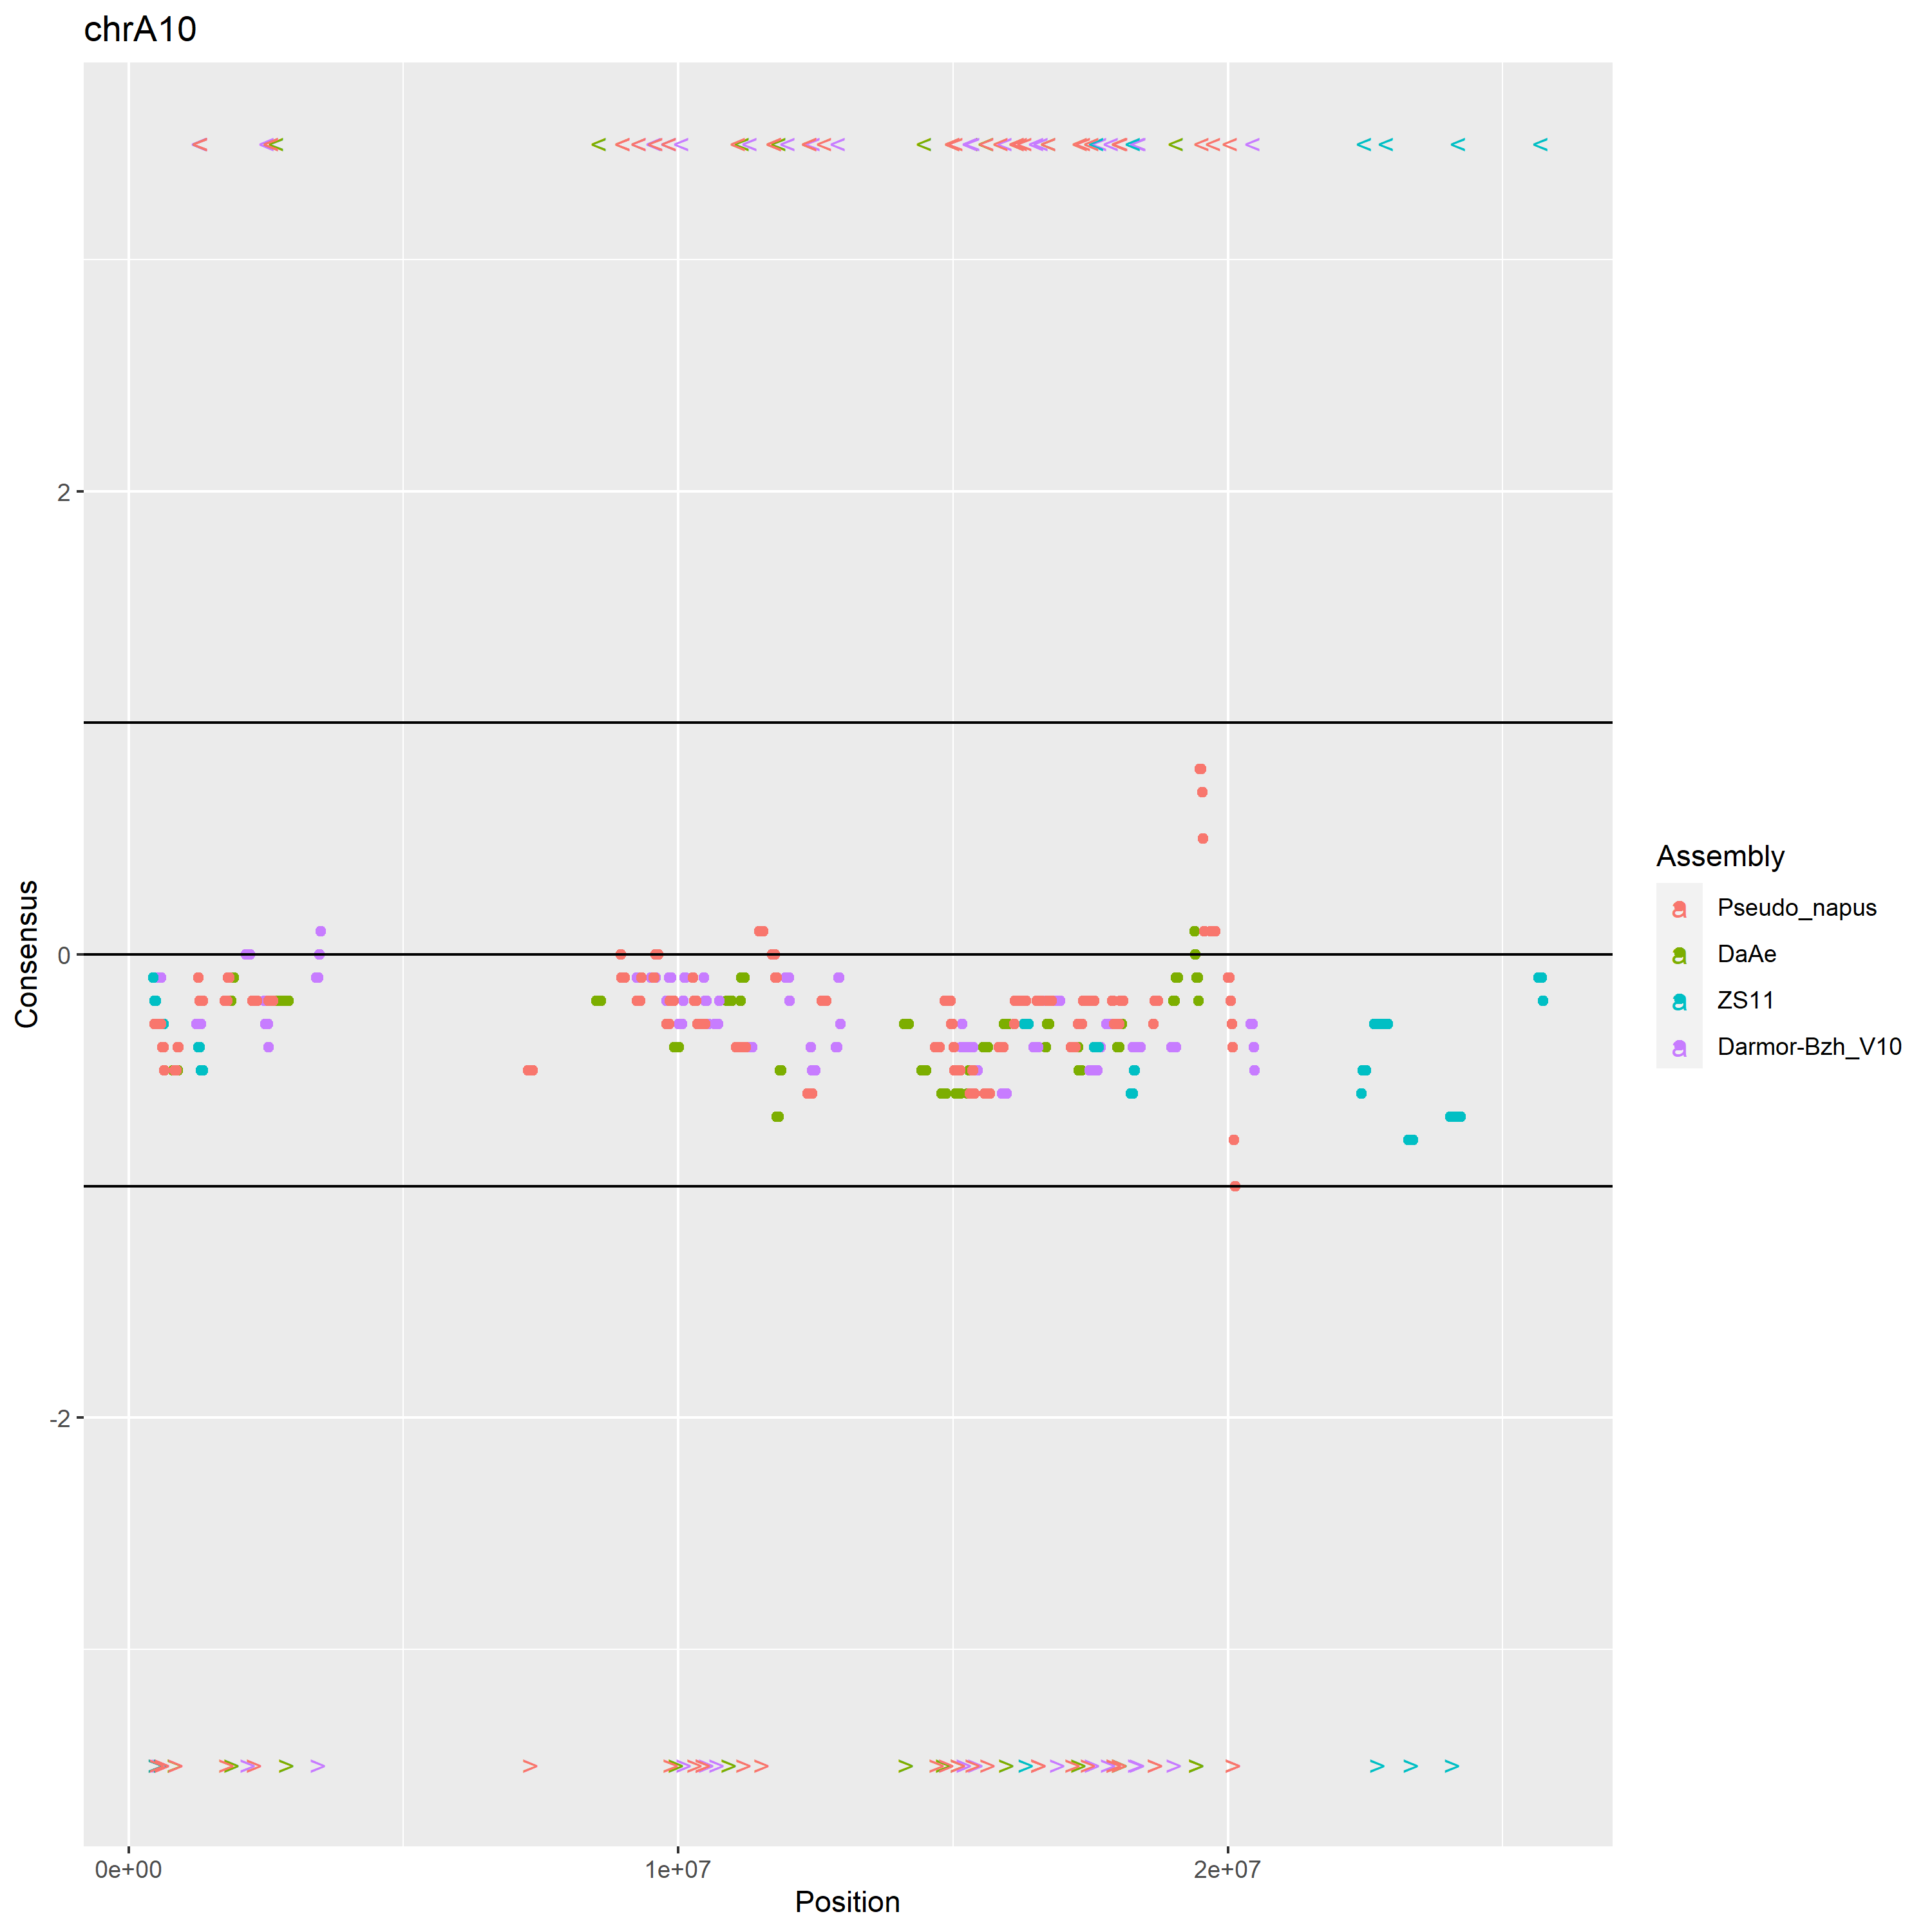 chrA10
Consensus
2
0
-2
0e+00
1e+07
2e+07
Position
Assembly
a Pseudo_napus
a DaAe
a ZS11
a Darmor-Bzh_V10